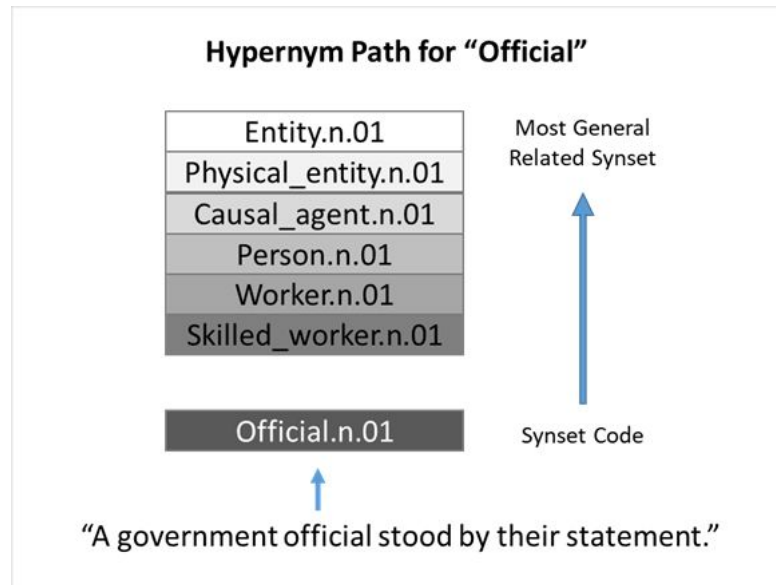 Hypernym Path for “Official”
Entity.n.01
Physical_entity.n.01
Causal_agent.n.01
Person.n.01
Worker.n.01
Skilled_worker.n.01
Most General
Related Synset
Official.n.01
Synset Code
“A government official stood by their statement.”